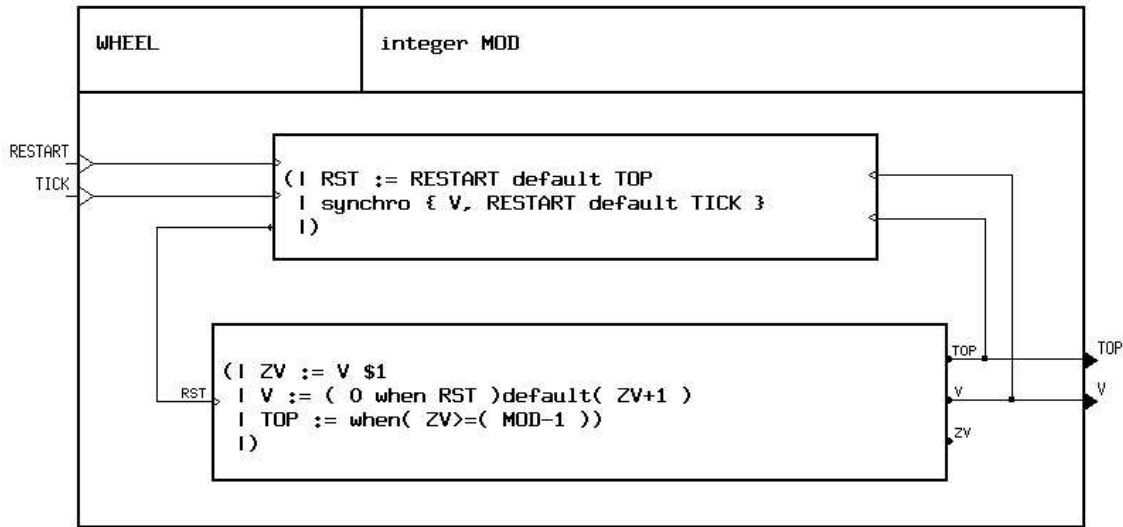 WHEEL
integer MOD
RESTART
TICK
(| RST := RESTART default TOP
| synchro { V, RESTART default TICK }
|)
RST
(| ZV := V $1
| V := ( 0 when RST )default( ZV+1 )
| TOP := when( ZV>=( MOD-1 ))
|)
TOP
V
ZV
TOP
V